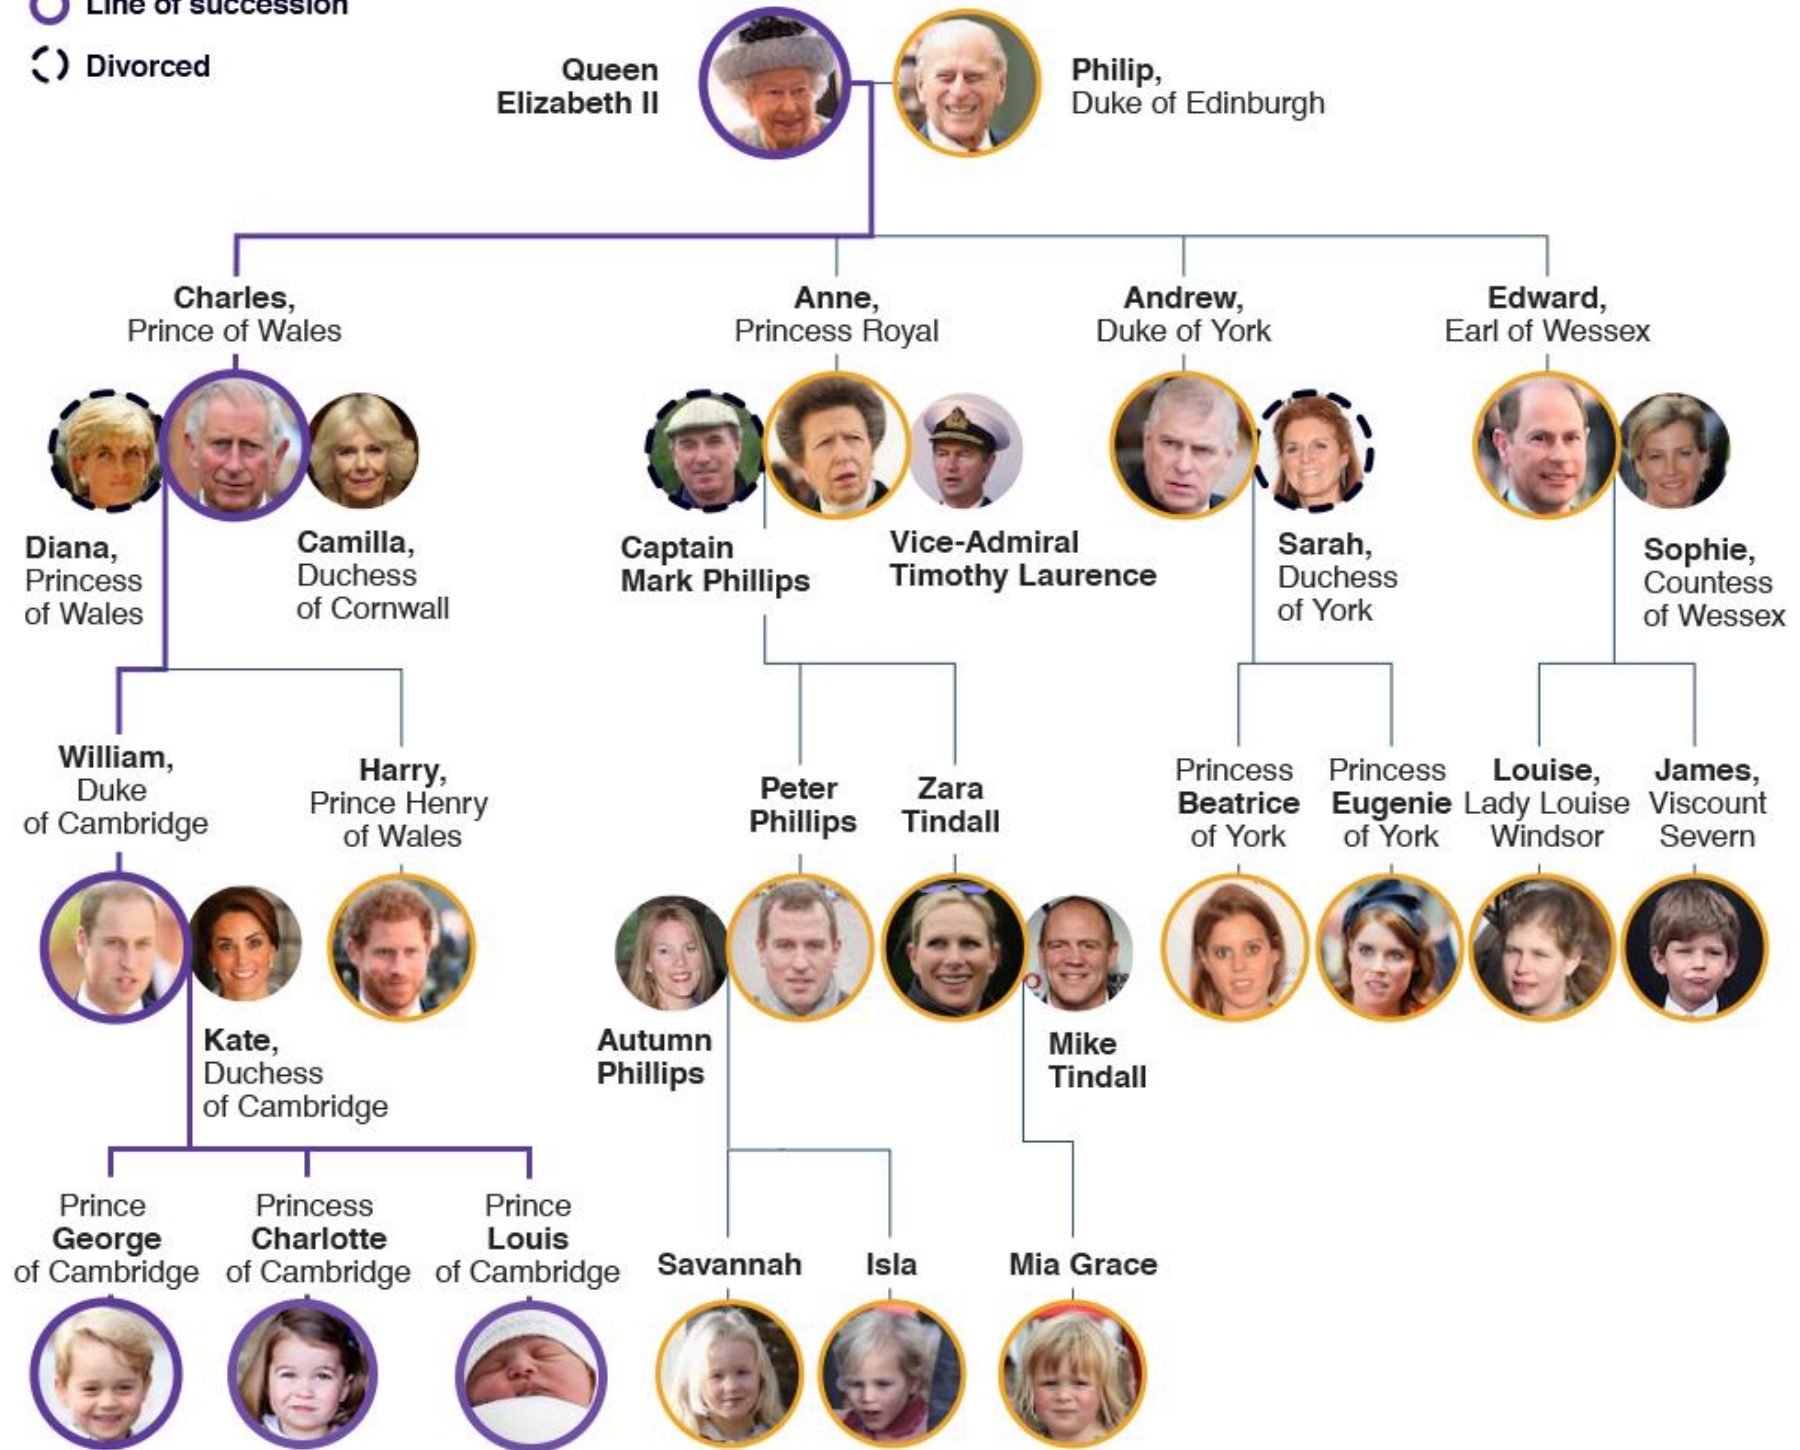 Line of succession
Divorced
Queen
Elizabeth II
Philip,
Duke of Edinburgh
Charles,
Prince of Wales
Anne,
Princess Royal
Andrew,
Duke of York
Edward,
Earl of Wessex
Diana,
Princess
of Wales
Camilla,
Duchess
of Cornwall
Captain
Mark Phillips
Vice-Admiral
Timothy Laurence
Sarah,
Duchess
of York
Sophie,
Countess
of Wessex
William,
Duke
of Cambridge
Harry,
Prince Henry
of Wales
Peter
Phillips
Zara
Tindall
Princess
Beatrice
of York
Princess
Eugenie
of York
Louise,
Lady Louise
Windsor
James,
Viscount
Severn
Kate,
Duchess
of Cambridge
Autumn
Phillips
Mike
Tindall
Prince
George
of Cambridge
Princess
Charlotte
of Cambridge
Prince
Louis
of Cambridge
Savannah
Isla
Mia Grace